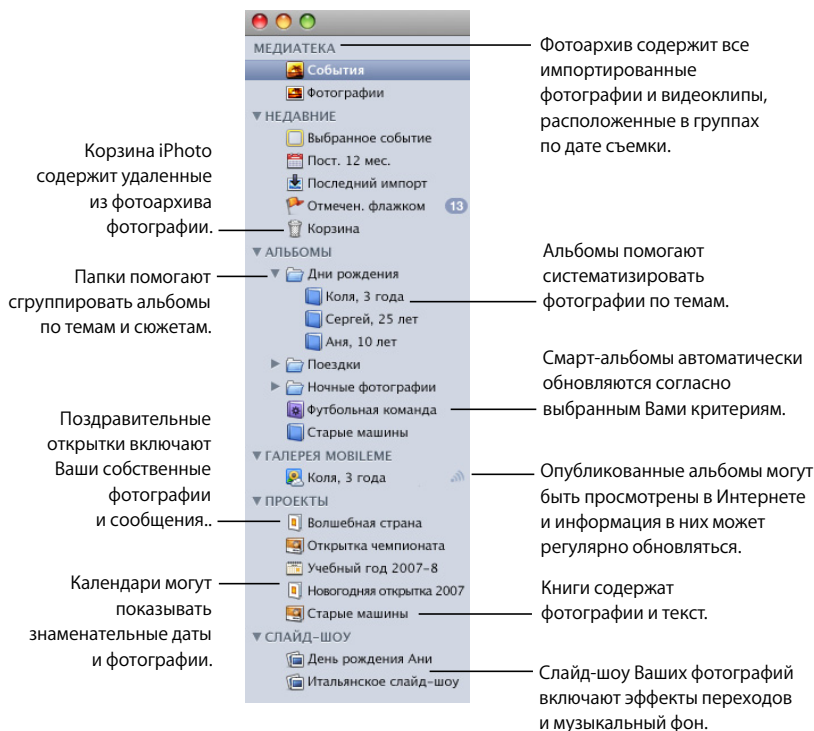 МЕДИАТЕКА
События
Фотографии
НЕДАВНИЕ
Выбранное событие
Пост. 12 мес.
Последний импорт
Отмечен. флажком 13
Корзина
АЛЬБОМЫ
Дни рождения
Коля, 3 года
Сергей, 25 лет
Аня, 10 лет
Поездки
Ночные фотографии
Футбольная команда
Старые машины
ГАЛЕРЕЯ MOBILEME
Коля, 3 года
ПРОЕКТЫ
Волшебная страна
Открытка чемпионата
Учебный год 2007-8
Новогодняя открытка 2007
Старые машины
СЛАЙД-ШОУ
День рождения Ани
Итальянское слайд-шоу
Корзина iPhoto
содержит удаленные
из фотоархива
фотографии.
Папки помогают
сгруппировать альбомы
по темам и сюжетам.
Поздравительные
открытки включают
Ваши собственные
фотографии
и сообщения..
Календари могут
показывать
знаменательные даты
и фотографии.
Фотоархив содержит все
импортированные
фотографии и видеоклипы,
расположенные в группах
по дате съемки.
Альбомы помогают
систематизировать
фотографии по темам.
Смарт-альбомы автоматически
обновляются согласно
выбранным Вами критериям.
Опубликованные альбомы могут
быть просмотрены в Интернете
и информация в них может
регулярно обновляться.
Книги содержат
фотографии и текст.
Слайд-шоу Ваших фотографий
включают эффекты переходов
и музыкальный фон.